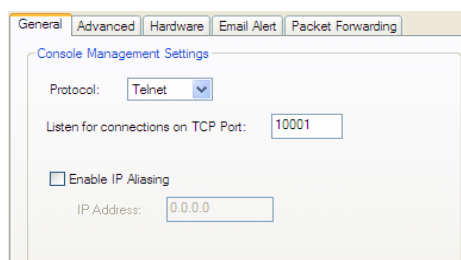 General Advanced Hardware Email Alert Packet Forwarding
Console Management Settings
Protocol: Telnet
Listen for connections on TCP Port: 10001
Enable IP Aliasing
IP Address: 0.0.0.0